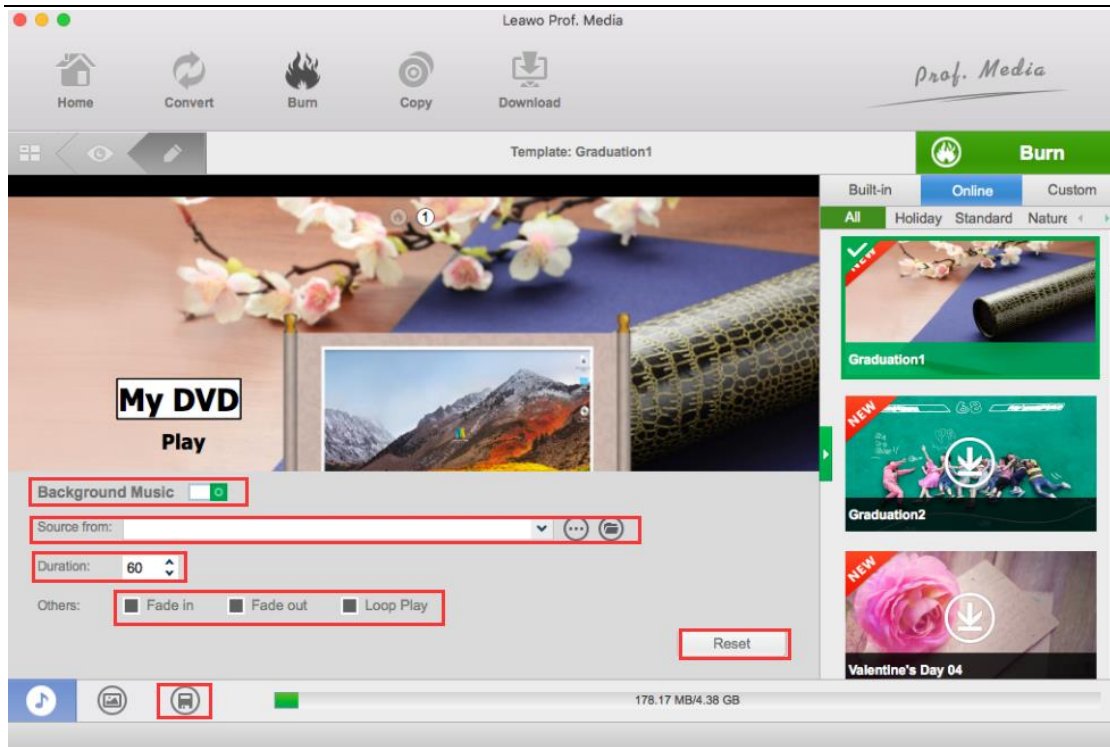 Leawo Prof. Media
Home Convert Burn Copy Download
Prof. Media
Template: Graduation1
Burn
Built-in Online Custom
All Holiday Standard Nature
1
NEW
Graduation1
My DVD
Play
NEW
68
Graduation2
Background Music
Source from:
Duration: 60
Others: Fade in Fade out Loop Play
Reset
NEW
Valentine's Day 04
178.17 MB/4.38 GB